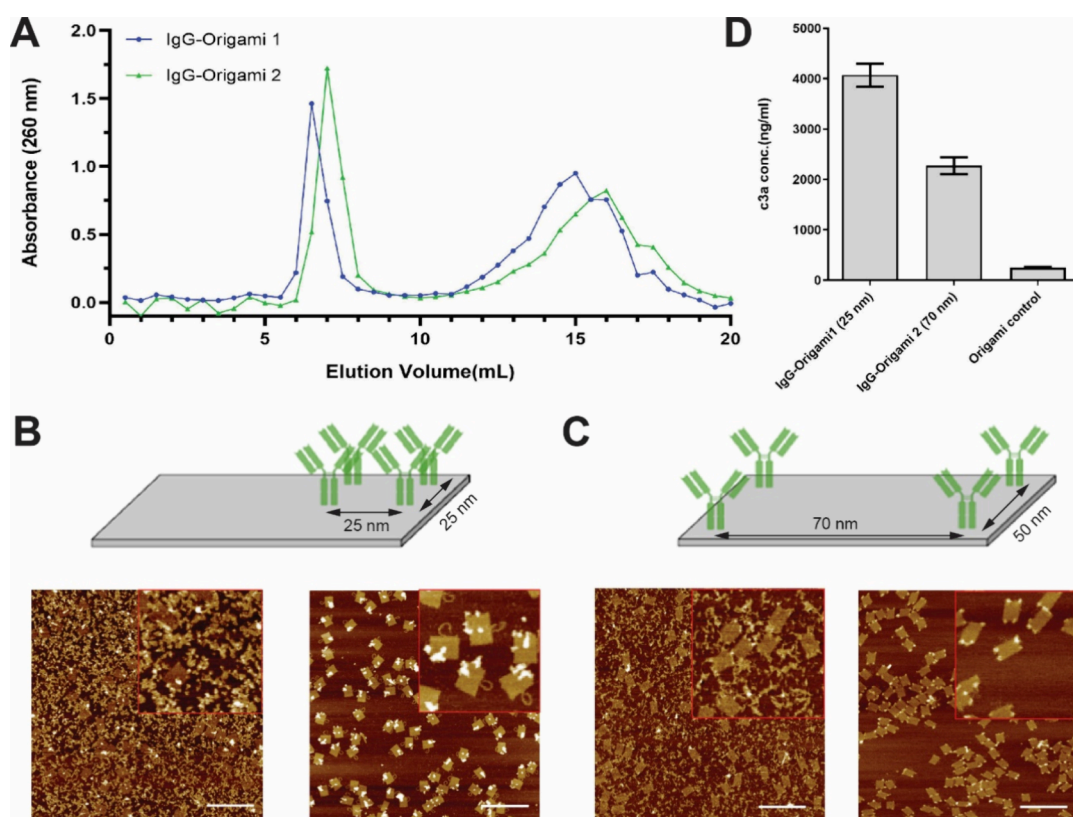 A
IgG-Origami 1
IgG-Origami 2
Absorbance (260 nm)
2.0
1.5
1.0
0.5
0.0
0 5 10 15 20
Elution Volume(mL)
D
c3a conc.(ng/ml)
5000
4000
3000
2000
1000
0
IgG-Origami1 (25 nm)
IgG-Origami 2 (70 nm)
Origami control
B
25 nm
25 nm
C
70 nm
50 nm